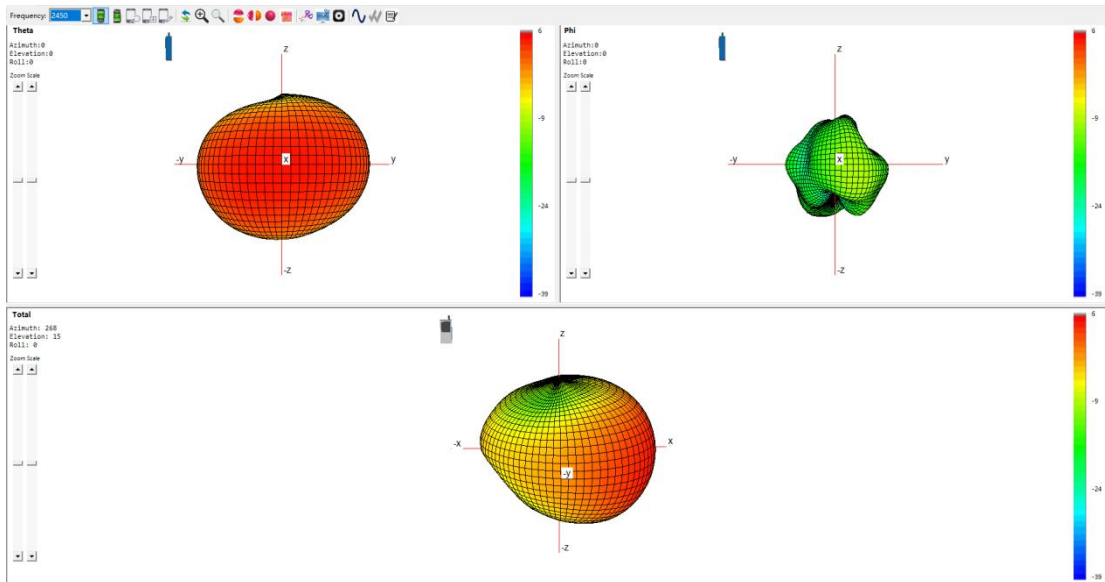 Frequency: 2450
Theta
Azimuth:0
Elevation:0
Roll:0
Zoom Scale
z
-y
x
y
-z
6
-9
-24
-39
Phi
Azimuth:0
Elevation:0
Roll:0
Zoom Scale
z
-y
x
y
-z
6
-9
-24
-39
Total
Azimuth: 268
Elevation: 15
Roll: 0
Zoom Scale
z
-x
x
-y
-z
6
-9
-24
-39